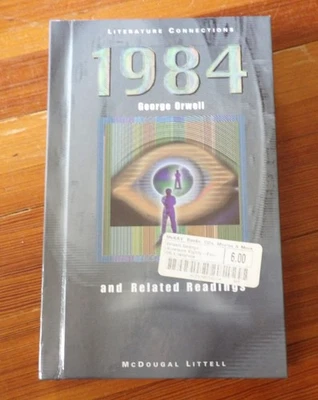 LITERATURE CONNECTIONS
1984
George Orwell
6.00
and Related Readings
MCDOUGAL LITTELL